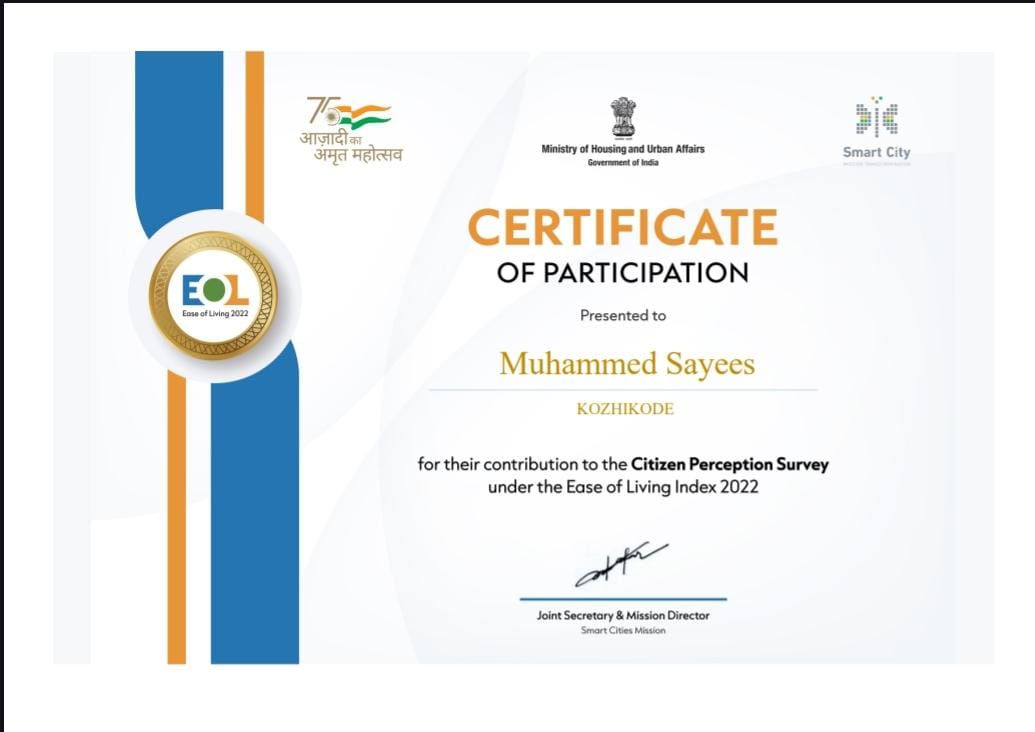 75
आज़ादी का
अमृत महोत्सव
Ministry of Housing and Urban Affairs
Government of India
Smart City
CERTIFICATE
OF PARTICIPATION
Presented to
EOL
Ease of Living 2022
Muhammed Sayees
KOZHIKODE
for their contribution to the Citizen Perception Survey
under the Ease of Living Index 2022
Joint Secretary & Mission Director
Smart Cities Mission